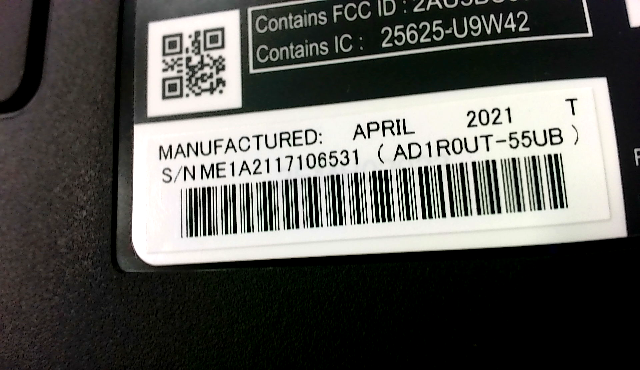 Contains FCC ID :
Contains IC : 25625-U9W42
MANUFACTURED: APRIL 2021 T
S/N ME1A2117106531 ( AD1R0UT-55UB )